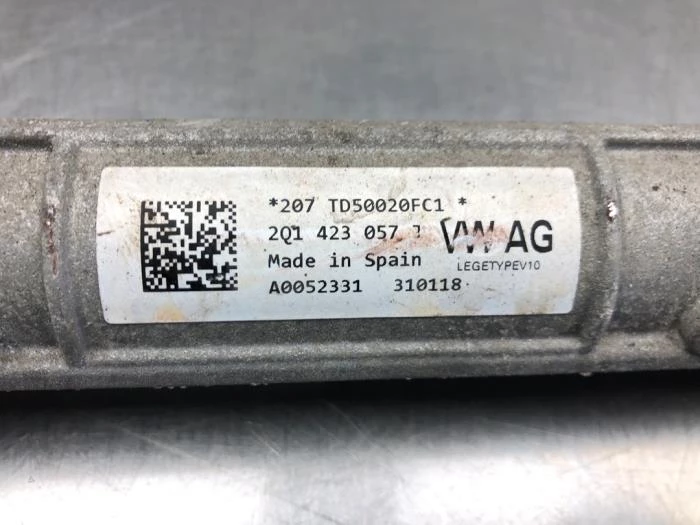 *207 TD50020FC1 *
2Q1 423 057
VW AG
Made in Spain
LEGETYPEV10
A0052331 310118